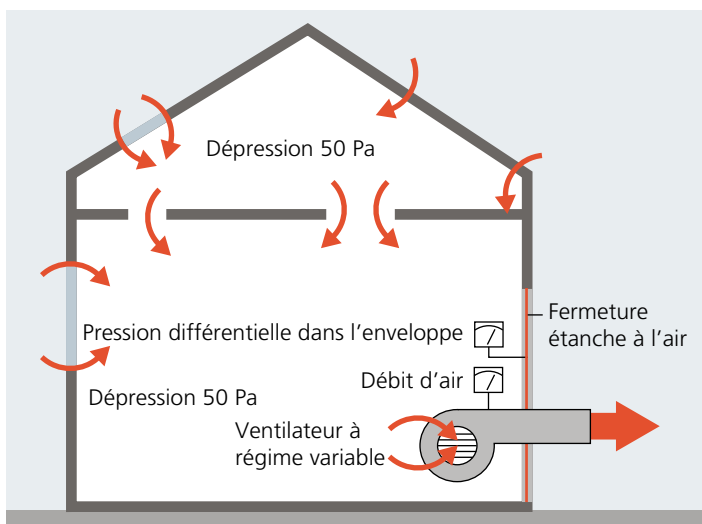 Dépression 50 Pa
Fermeture
étanche à l’air
Pression différentielle dans l’enveloppe
Débit d’air
Dépression 50 Pa
Ventilateur à
régime variable